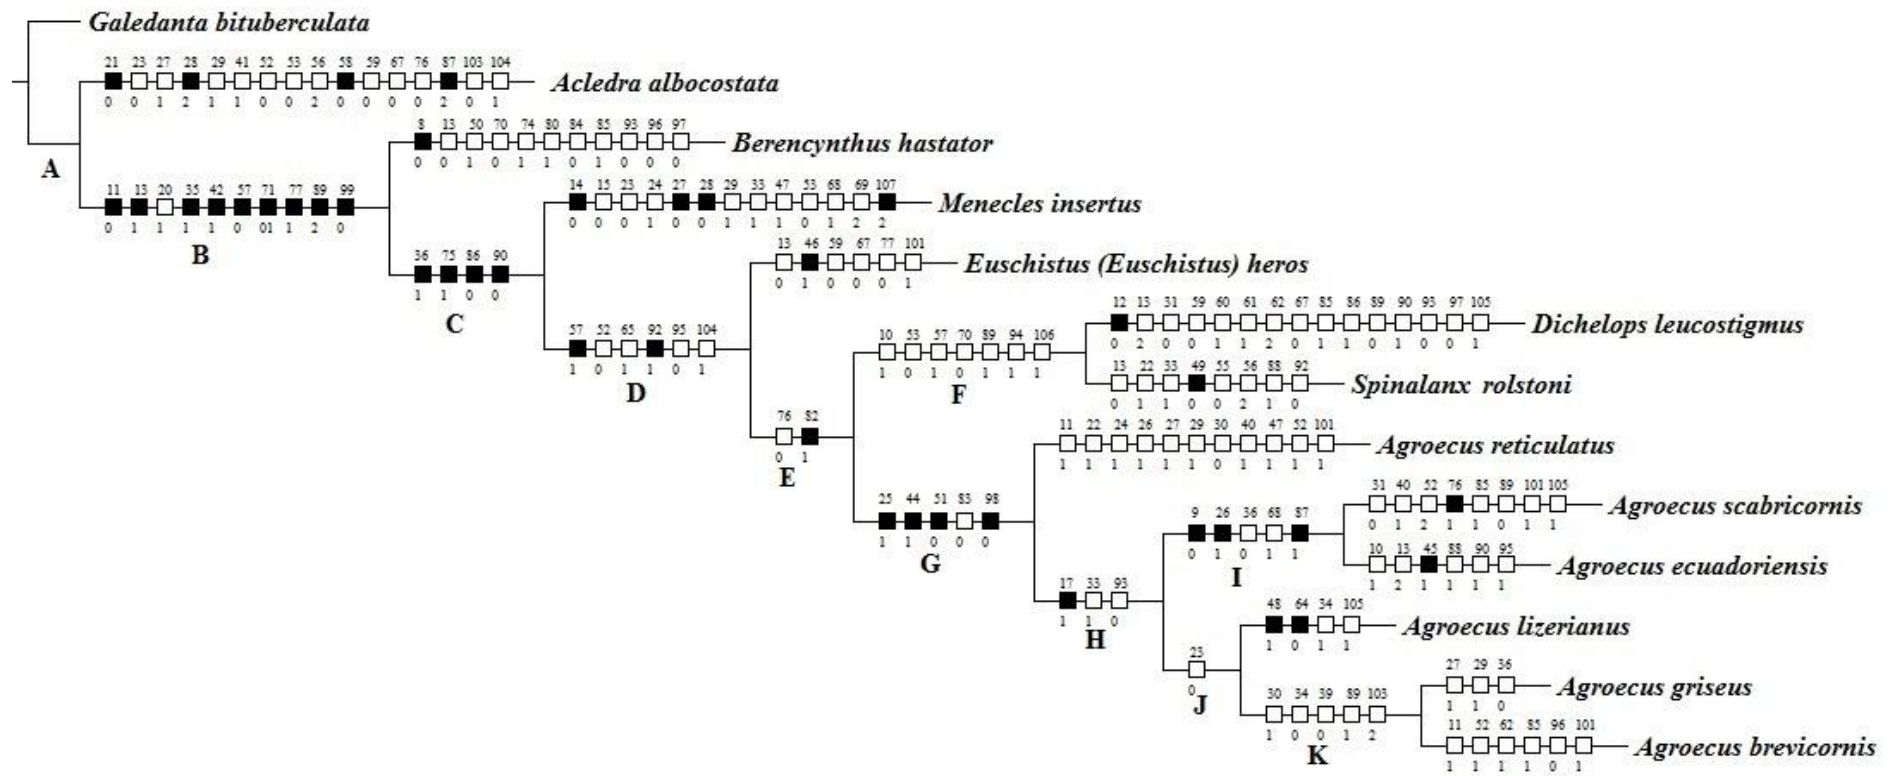 Galedanta bituberculata
21 23 27 28 29 41 52 53 56 58 59 67 76 87 103 104
Acledra albocostata
0 0 1 2 1 1 0 0 2 0 0 0 0 2 0 1
8 13 50 70 74 80 84 85 93 96 97
Berencynthus hastator
0 0 1 0 1 1 0 1 0 0 0
A
11 13 20 35 42 57 71 77 89 99
0 1 1 1 1 0 01 1 2 0
B
14 15 23 24 27 28 29 33 47 53 68 69 107
Menecles insertus
0 0 0 1 0 0 1 1 1 0 1 2 2
36 75 86 90
1 1 0 0
C
13 46 59 67 77 101
Euschistus (Euschistus) heros
0 1 0 0 0 1
57 52 65 92 95 104
1 0 1 1 0 1
D
12 13 31 59 60 61 62 67 85 86 89 90 93 97 105
Dichelops leucostigmus
0 2 0 0 1 1 2 0 1 1 0 1 0 0 1
10 53 57 70 89 94 106
1 0 1 0 1 1 1
F
13 22 33 49 55 56 88 92
Spinalanx rolstoni
0 1 1 0 0 2 1 0
76 82
0 1
E
11 22 24 26 27 29 30 40 47 52 101
Agroecus reticulatus
1 1 1 1 1 1 0 1 1 1 1
25 44 51 83 98
1 1 0 0 0
G
31 40 52 76 85 89 101 105
Agroecus scabricornis
0 1 2 1 1 0 1 1
9 26 36 68 87
0 1 0 1 1
I
10 13 45 88 90 95
Agroecus ecuadoriensis
1 2 1 1 1 1
17 33 93
1 1 0
H
48 64 34 105
Agroecus lizerianus
1 0 1 1
23
0
J
27 29 36
Agroecus griseus
1 1 0
30 34 39 89 103
1 0 0 1 2
K
11 52 62 85 96 101
Agroecus brevicornis
1 1 1 1 0 1